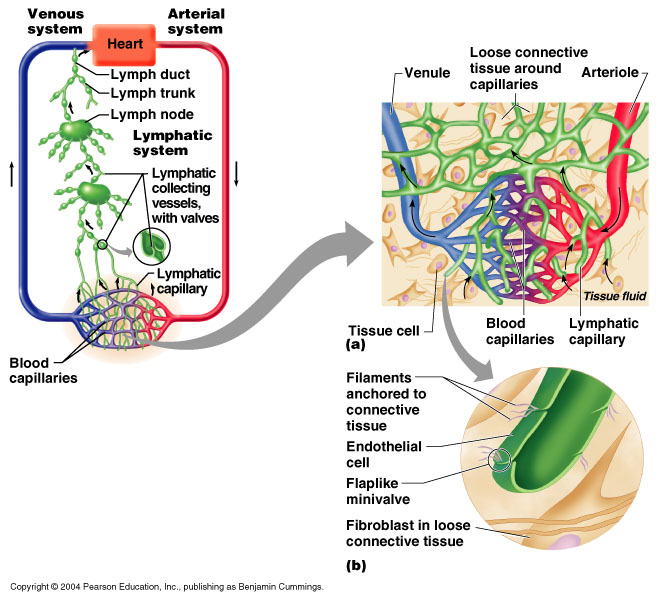 Venous
system
Arterial
system
Heart
Lymph duct
Lymph trunk
Lymph node
Lymphatic
system
Lymphatic
collecting
vessels,
with valves
Lymphatic
capillary
Blood
capillaries
Venule
Loose connective
tissue around
capillaries
Arteriole
Tissue fluid
Tissue cell
Blood
capillaries
Lymphatic
capillary
(a)
Filaments
anchored to
connective
tissue
Endothelial
cell
Flaplike
minivalve
Fibroblast in loose
connective tissue
(b)
Copyright © 2004 Pearson Education, Inc., publishing as Benjamin Cummings.